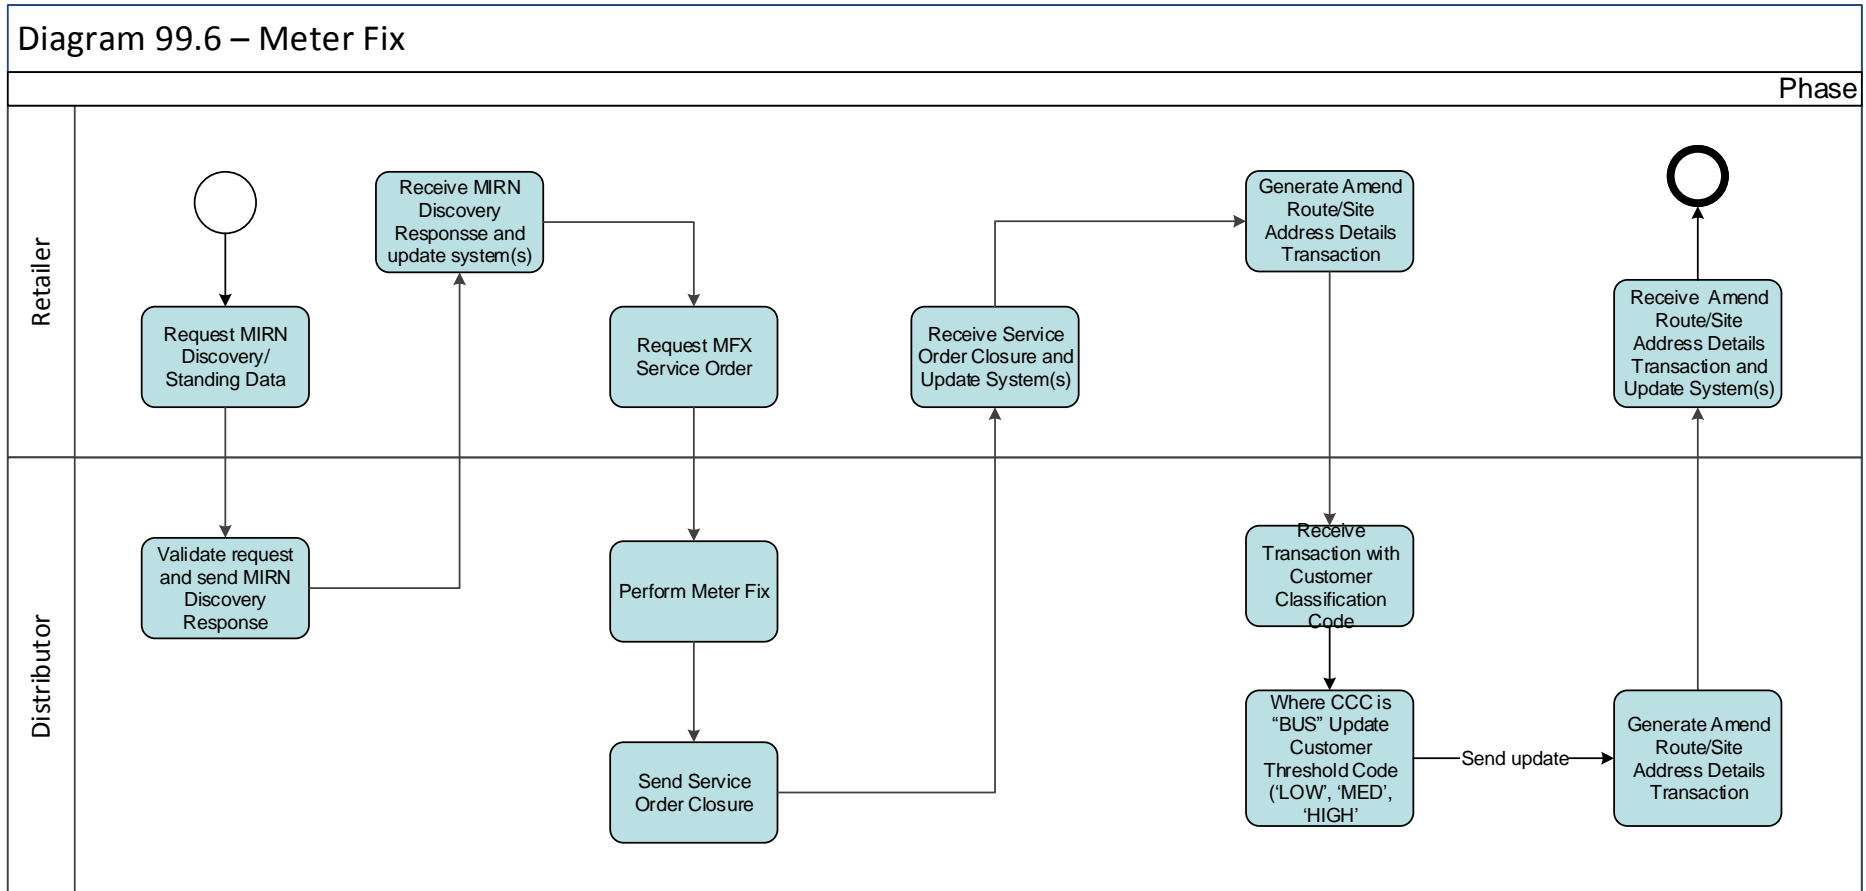 Diagram 99.6 – Meter Fix
Phase
Retailer
Request MIRN
Discovery/
Standing Data
Receive MIRN
Discovery
Responsse and
update system(s)
Request MFX
Service Order
Receive Service
Order Closure and
Update System(s)
Generate Amend
Route/Site
Address Details
Transaction
Receive Amend
Route/Site
Address Details
Transaction and
Update System(s)
Distributor
Validate request
and send MIRN
Discovery
Response
Perform Meter Fix
Send Service
Order Closure
Receive
Transaction with
Customer
Classification
Code
Where CCC is
“BUS” Update
Customer
Threshold Code
(‘LOW’, ‘MED’,
‘HIGH’
Send update
Generate Amend
Route/Site
Address Details
Transaction